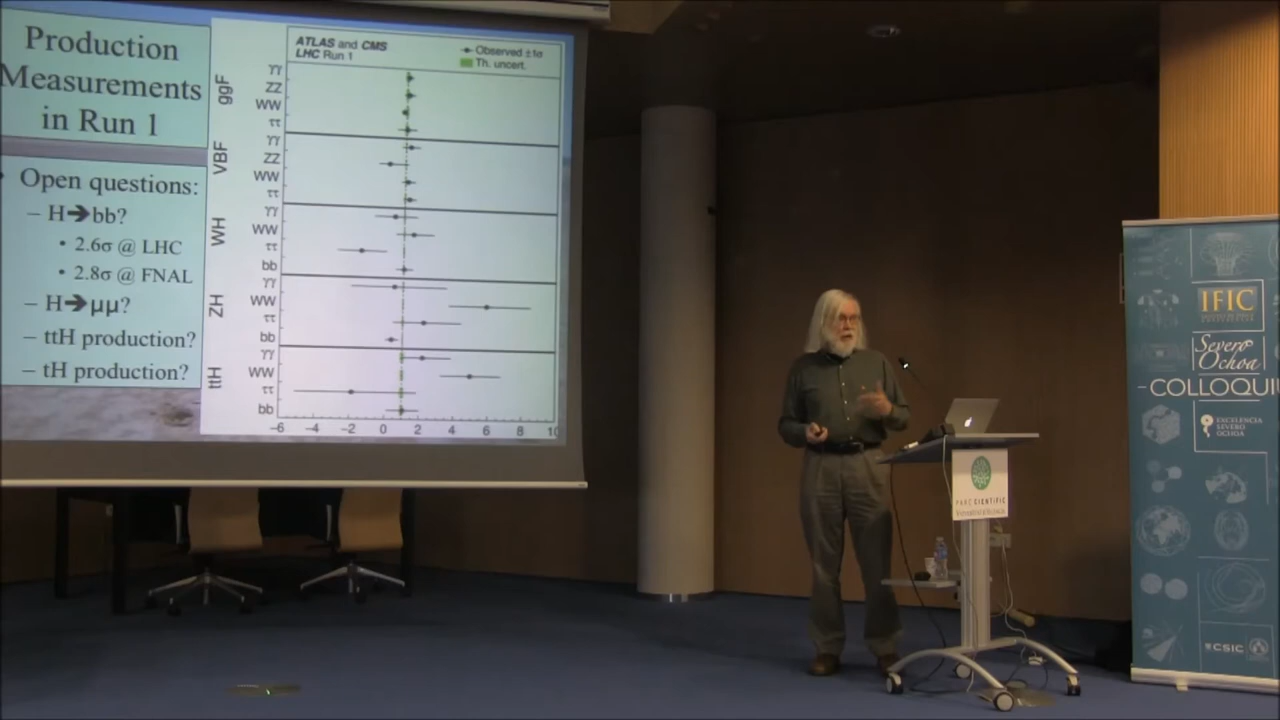 Production
Measurements
in Run 1
Open questions:
– H➔bb?
• 2.6σ @ LHC
• 2.8σ @ FNAL
– H➔μμ?
– ttH production?
– tH production?
ATLAS and CMS
LHC Run 1
Observed ±1σ
Th. uncert.
ggF
γγ
ZZ
WW
ττ
VBF
γγ
ZZ
WW
ττ
WH
γγ
WW
ττ
bb
ZH
γγ
WW
ττ
bb
ttH
γγ
WW
ττ
bb
−6 −4 −2 0 2 4 6 8 10
PARC CIENTÍFIC
IFIC
Severo
Ochoa
- COLLOQUI
EXCELENCIA
SEVERO
OCHOA
CSIC